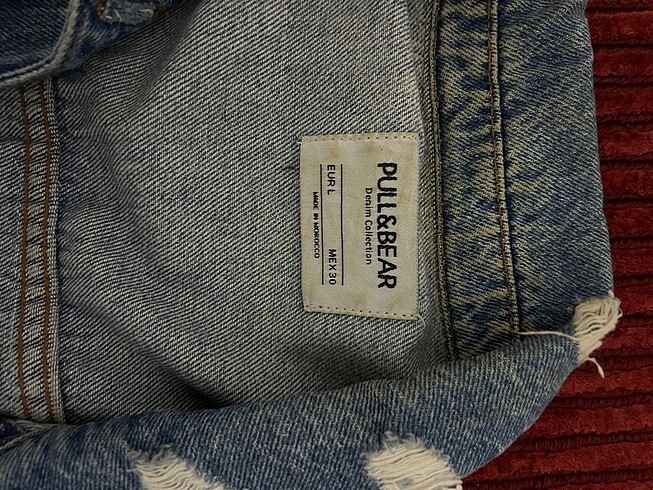 PULL&BEAR
Denim Collection
EUR L MEX 30
MADE IN MOROCCO